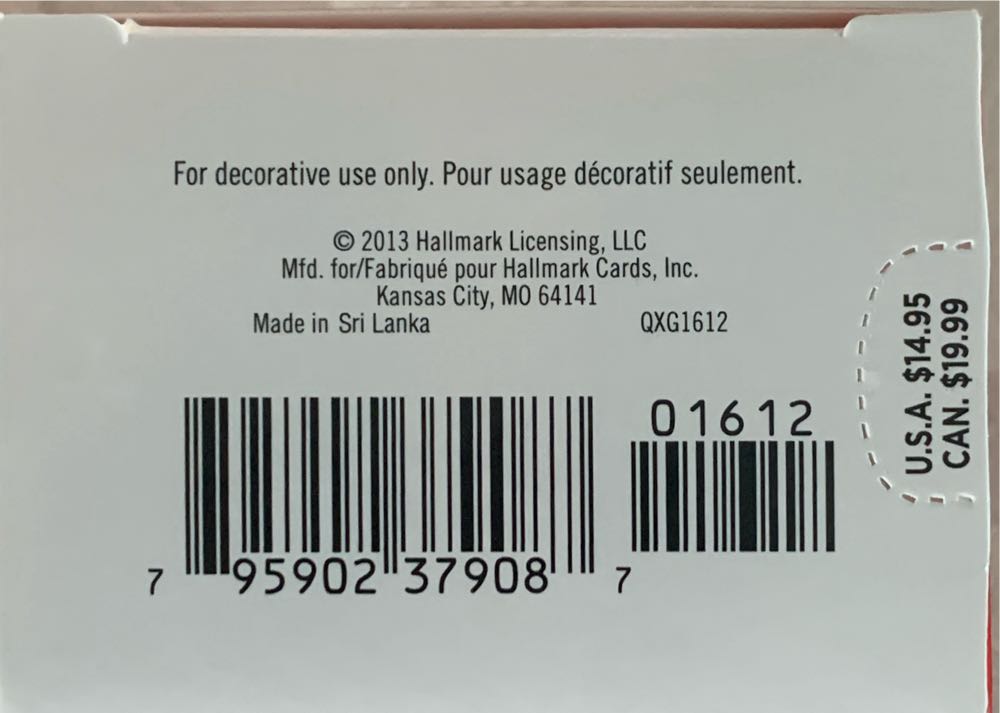 For decorative use only. Pour usage décoratif seulement.
© 2013 Hallmark Licensing, LLC
Mfd. for/Fabriqué pour Hallmark Cards, Inc.
Kansas City, MO 64141
Made in Sri Lanka QXG1612
U.S.A. $14.95
CAN. $19.99
01612
7 95902 37908 7